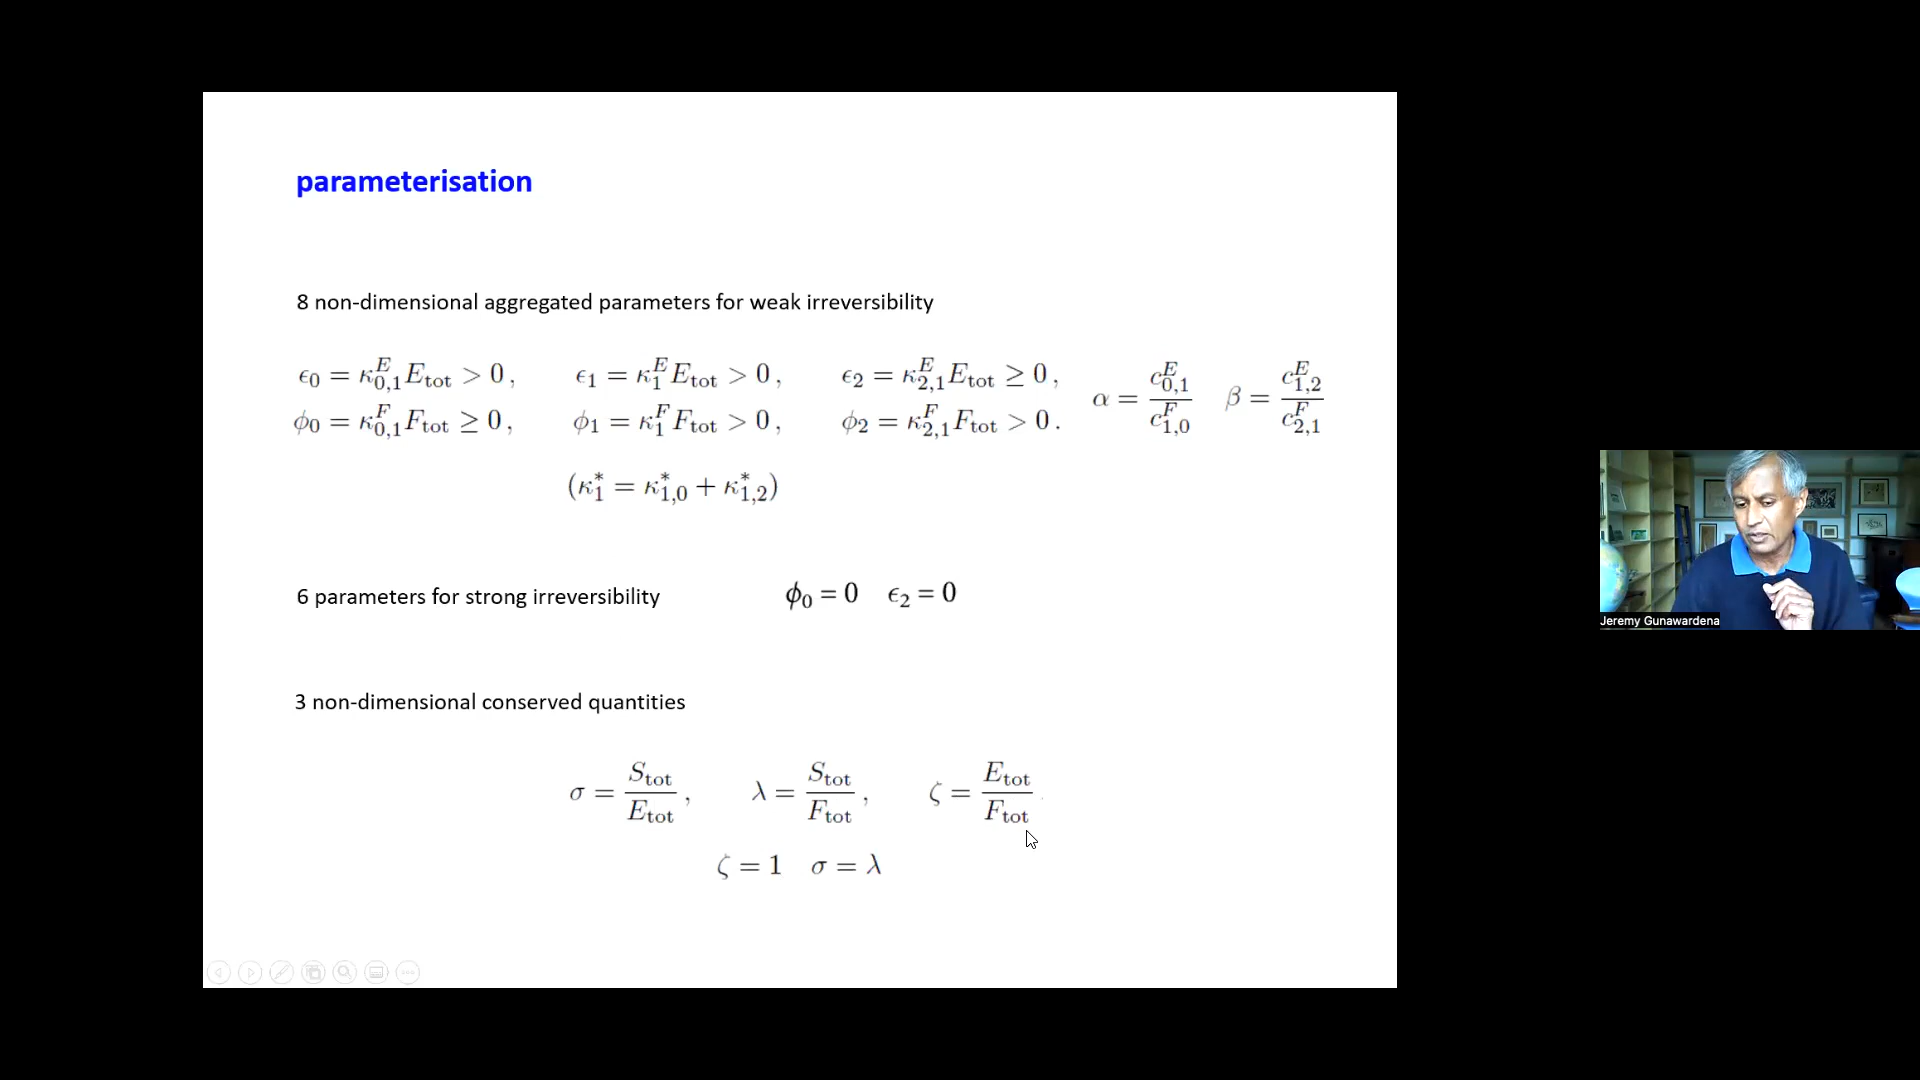 parameterisation
8 non-dimensional aggregated parameters for weak irreversibility
ϵ₀ = κ^E_{0,1} E_tot > 0, ϵ₁ = κ^E_1 E_tot > 0, ϵ₂ = κ^E_{2,1} E_tot ≥ 0, α = c^E_{0,1} / c^F_{1,0} β = c^E_{1,2} / c^F_{2,1}
ϕ₀ = κ^F_{0,1} F_tot ≥ 0, ϕ₁ = κ^F_1 F_tot > 0, ϕ₂ = κ^F_{2,1} F_tot > 0.
(κ^*_1 = κ^*_{1,0} + κ^*_{1,2})
6 parameters for strong irreversibility ϕ₀ = 0 ϵ₂ = 0
3 non-dimensional conserved quantities
σ = S_tot / E_tot, λ = S_tot / F_tot, ζ = E_tot / F_tot
ζ = 1 σ = λ
Jeremy Gunawardena